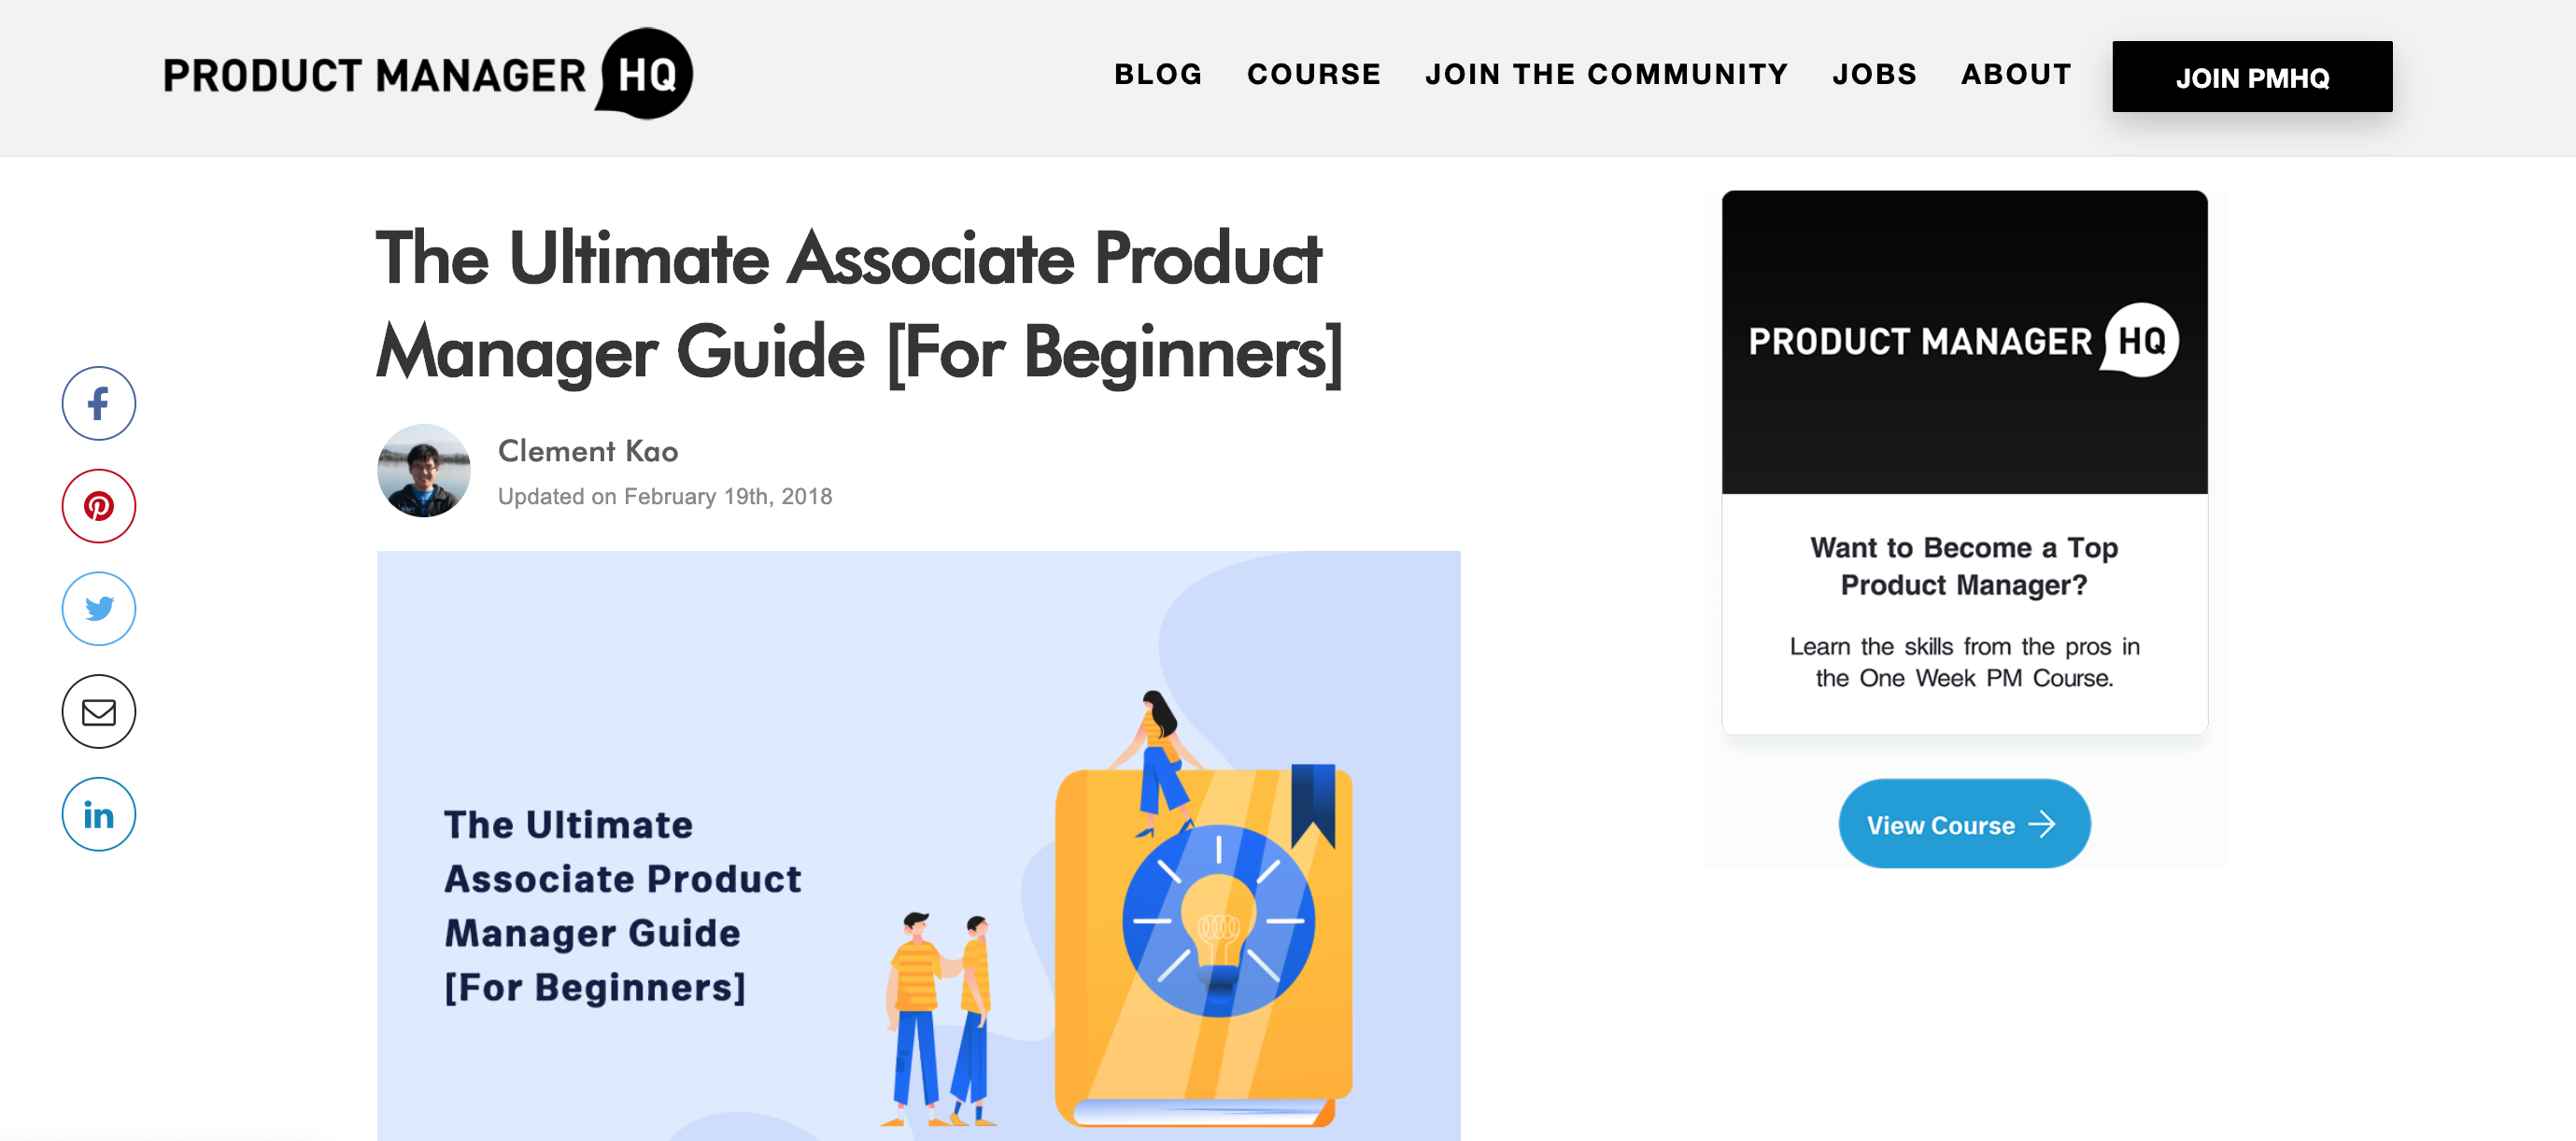 PRODUCT MANAGER HQ
BLOG COURSE JOIN THE COMMUNITY JOBS ABOUT JOIN PMHQ
The Ultimate Associate Product
Manager Guide [For Beginners]
Clement Kao
Updated on February 19th, 2018
The Ultimate
Associate Product
Manager Guide
[For Beginners]
PRODUCT MANAGER HQ
Want to Become a Top
Product Manager?
Learn the skills from the pros in
the One Week PM Course.
View Course